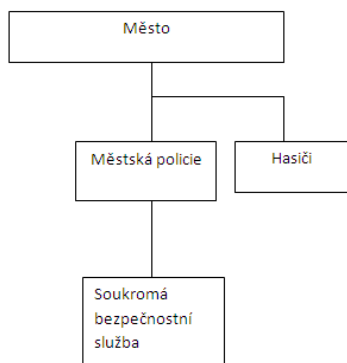 Město
Městská policie
Hasiči
Soukromá
bezpečnostní
služba